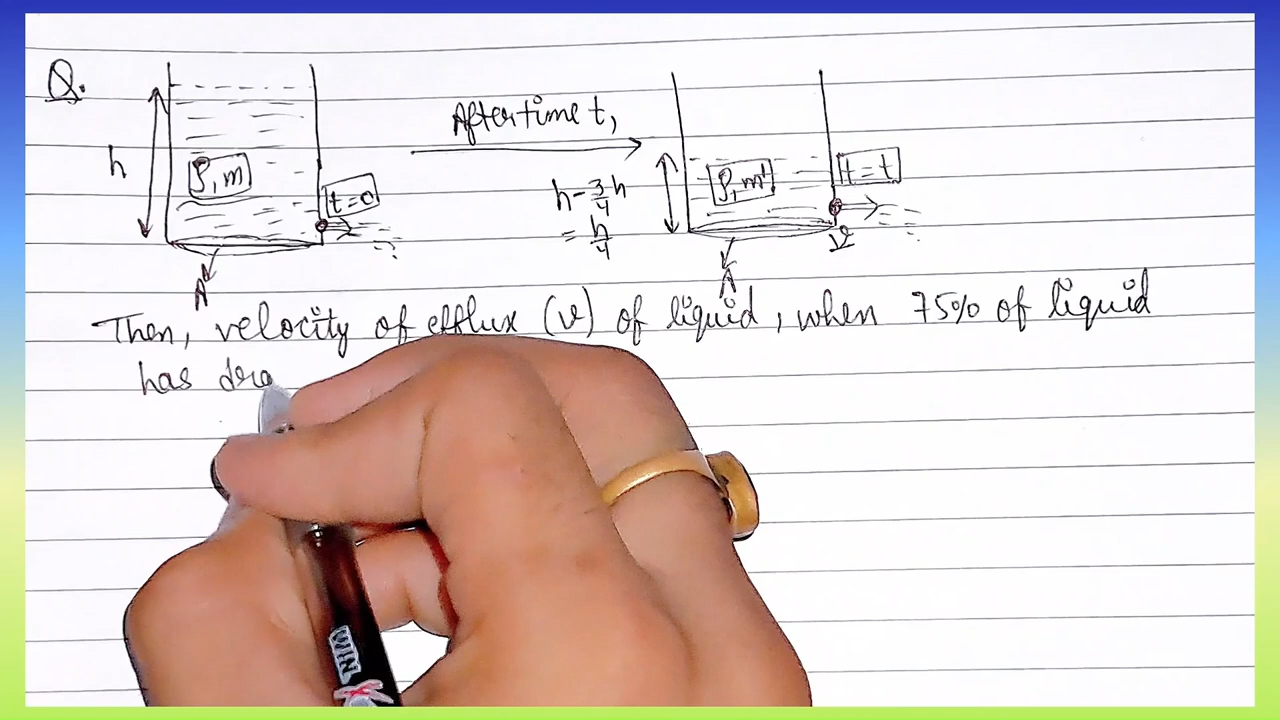 Q.
h
ρ, m
t=0
A
After time t,
h - 3/4 h
= h/4
ρ, m'
t = t
v
A
Then, velocity of efflux (v) of liquid, when 75% of liquid
has dra
WIN